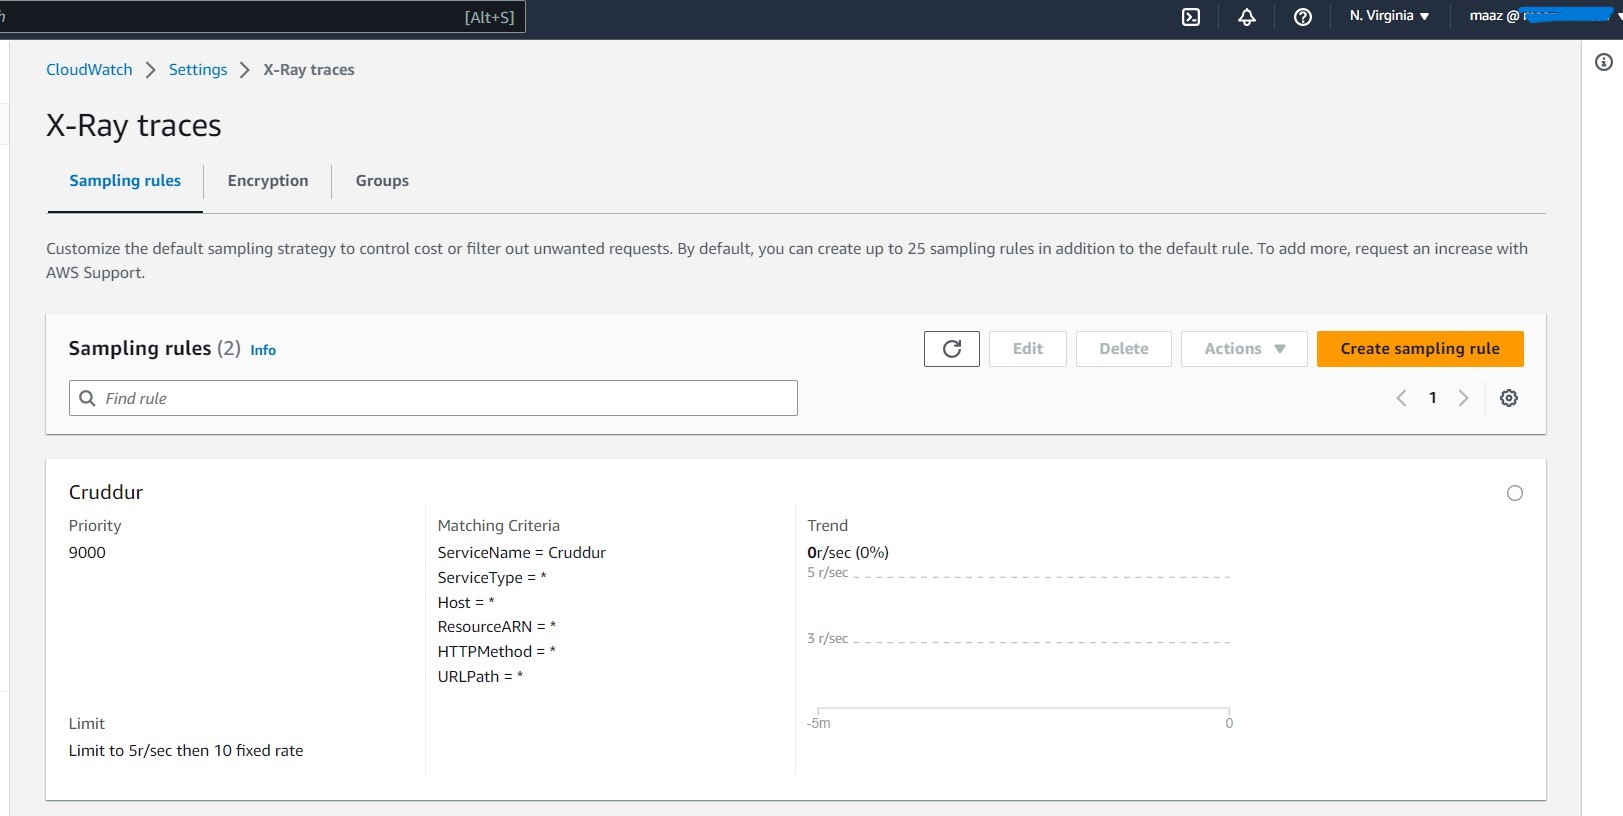 [Alt+S]
N. Virginia
maaz @
CloudWatch
Settings
X-Ray traces
X-Ray traces
Sampling rules
Encryption
Groups
Customize the default sampling strategy to control cost or filter out unwanted requests. By default, you can create up to 25 sampling rules in addition to the default rule. To add more, request an increase with
AWS Support.
Sampling rules (2) Info
Edit
Delete
Actions
Create sampling rule
Find rule
1
Cruddur
Priority
9000
Limit
Limit to 5r/sec then 10 fixed rate
Matching Criteria
ServiceName = Cruddur
ServiceType = *
Host = *
ResourceARN = *
HTTPMethod = *
URLPath = *
Trend
0r/sec (0%)
5 r/sec
3 r/sec
-5m
0